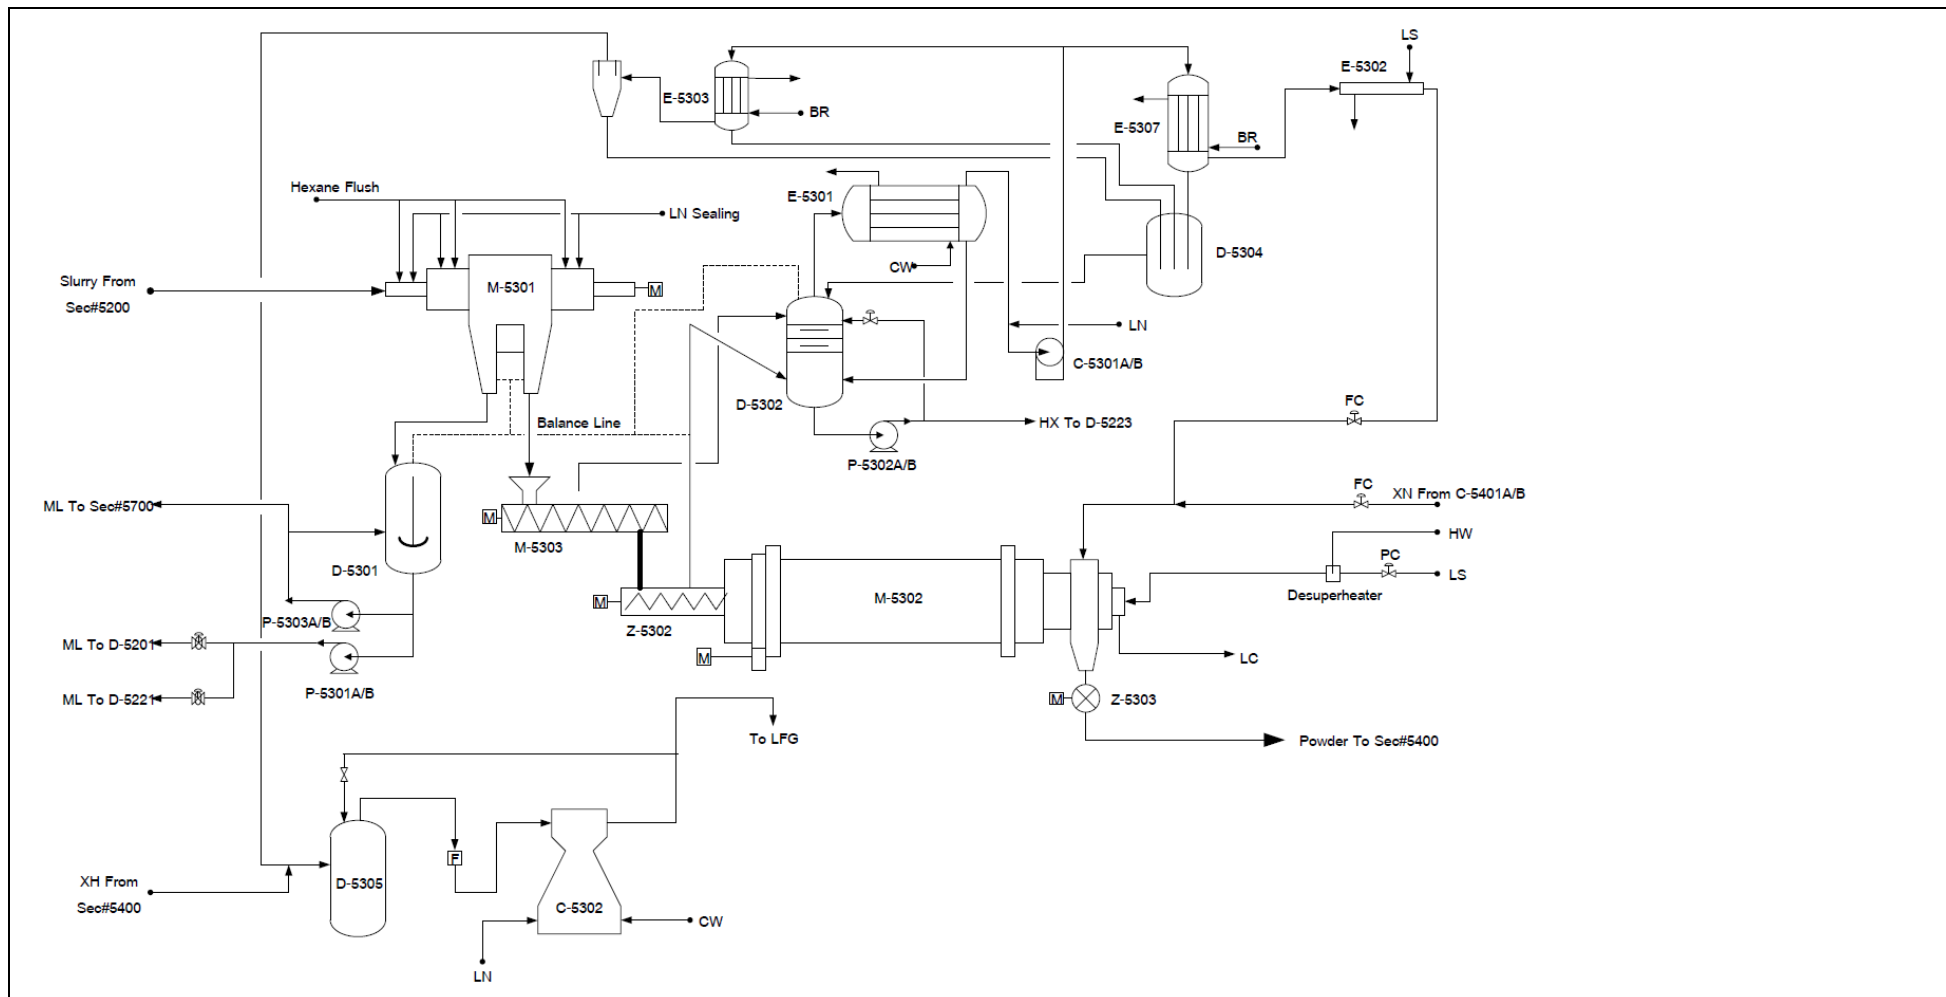 LS
E-5302
E-5303
BR
E-5307
BR
Hexane Flush
LN Sealing
E-5301
CW
D-5304
Slurry From
Sec#5200
M-5301
M
LN
C-5301A/B
D-5302
Balance Line
HX To D-5223
P-5302A/B
FC
FC
XN From C-5401A/B
ML To Sec#5700
M
M-5303
HW
PC
LS
Desuperheater
D-5301
M
Z-5302
M-5302
P-5303A/B
ML To D-5201
M
LC
P-5301A/B
ML To D-5221
M
Z-5303
To LFG
Powder To Sec#5400
F
XH From
Sec#5400
D-5305
C-5302
CW
LN